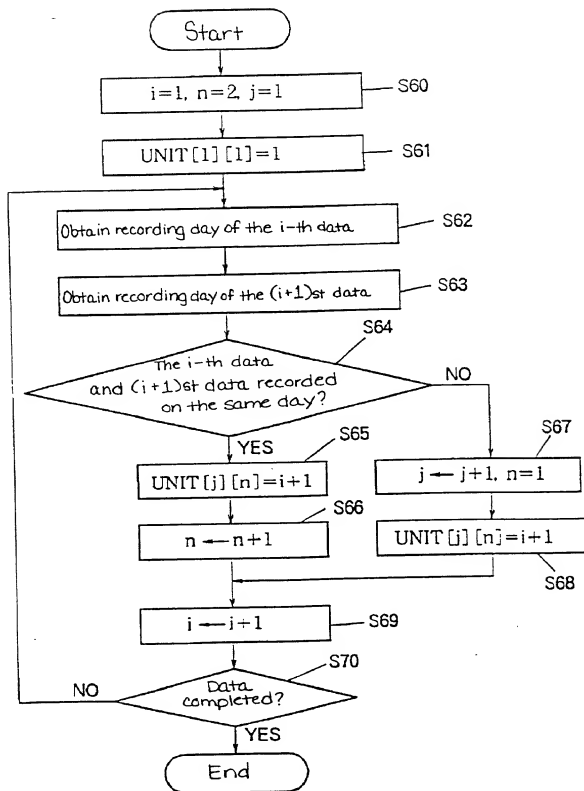 Start
i=1, n=2, j=1
S60
UNIT[1][1]=1
S61
Obtain recording day of the i-th data
S62
Obtain recording day of the (i+1)st data
S63
S64
The i-th data
and (i+1)st data recorded
on the same day?
NO
YES
S65
UNIT[j][n]=i+1
S67
j ← j+1, n=1
S66
n ← n+1
UNIT[j][n]=i+1
S68
i ← i+1
S69
S70
Data
completed?
NO
YES
End